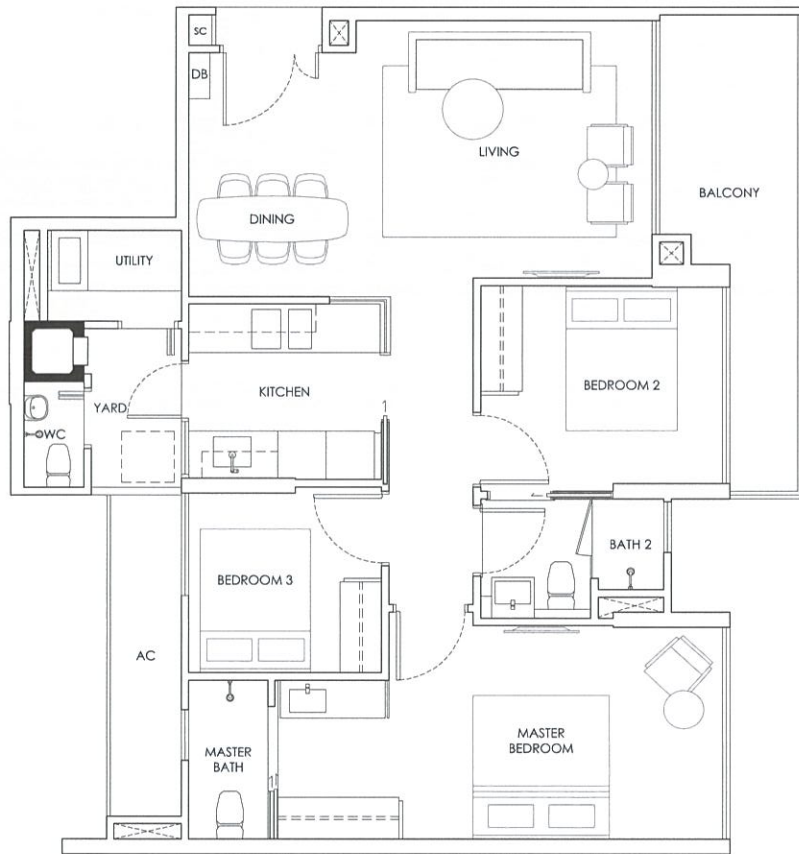 SC
DB
LIVING
BALCONY
DINING
UTILITY
BEDROOM 2
KITCHEN
YARD
WC
BATH 2
BEDROOM 3
AC
MASTER
BEDROOM
MASTER
BATH